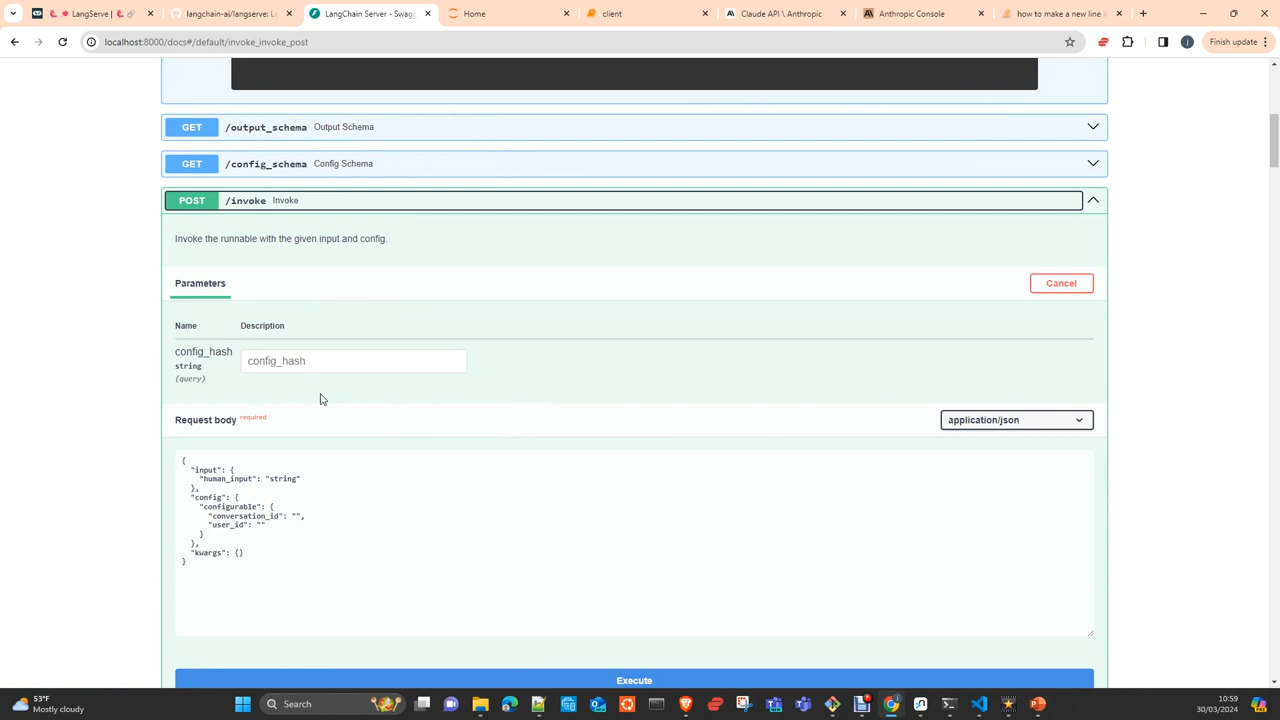 LangServe |
langchain-ai/langserve: La
LangChain Server - Swagg
Home
client
Claude API \ Anthropic
Anthropic Console
how to make a new line i
localhost:8000/docs#/default/invoke_invoke_post
Finish update
GET /output_schema Output Schema
GET /config_schema Config Schema
POST /invoke Invoke
Invoke the runnable with the given input and config.
Parameters
Cancel
Name Description
config_hash
string
(query)
config_hash
Request body required
application/json
{
"input": {
"human_input": "string"
},
"config": {
"configurable": {
"conversation_id": "",
"user_id": ""
}
},
"kwargs": {}
}
Execute
53°F
Mostly cloudy
Search
10:59
30/03/2024